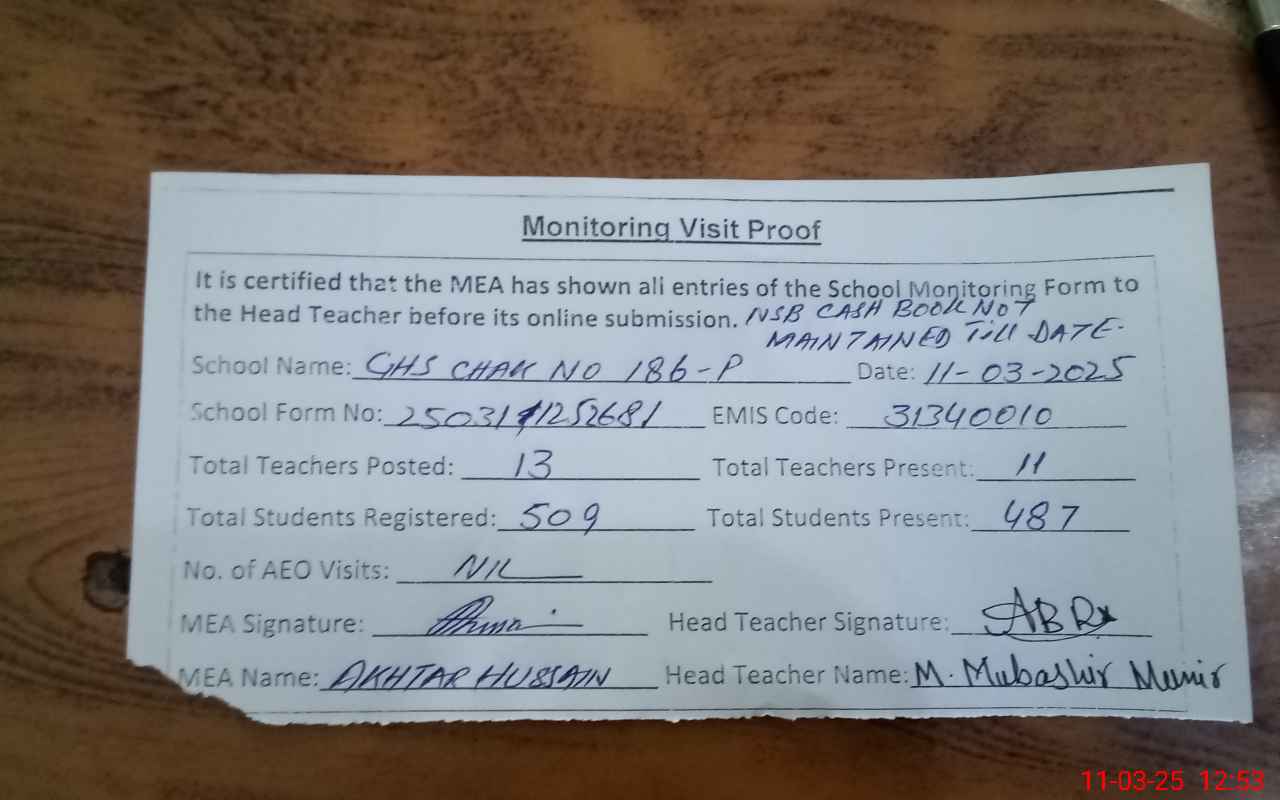 Monitoring Visit Proof
It is certified that the MEA has shown all entries of the School Monitoring Form to
the Head Teacher before its online submission. NSB CASH BOOK NOT
MAINTAINED Till DATE.
School Name: GHS CHAK NO 186-P Date: 11-03-2025
School Form No: EMIS Code: 31340010
Total Teachers Posted: 13 Total Teachers Present: 11
Total Students Registered: 509 Total Students Present: 487
No. of AEO Visits: NIL
MEA Signature: Head Teacher Signature:
MEA Name: AKHTAR HUSSAIN Head Teacher Name: M. Mubashir Munir
11-03-25 12:53